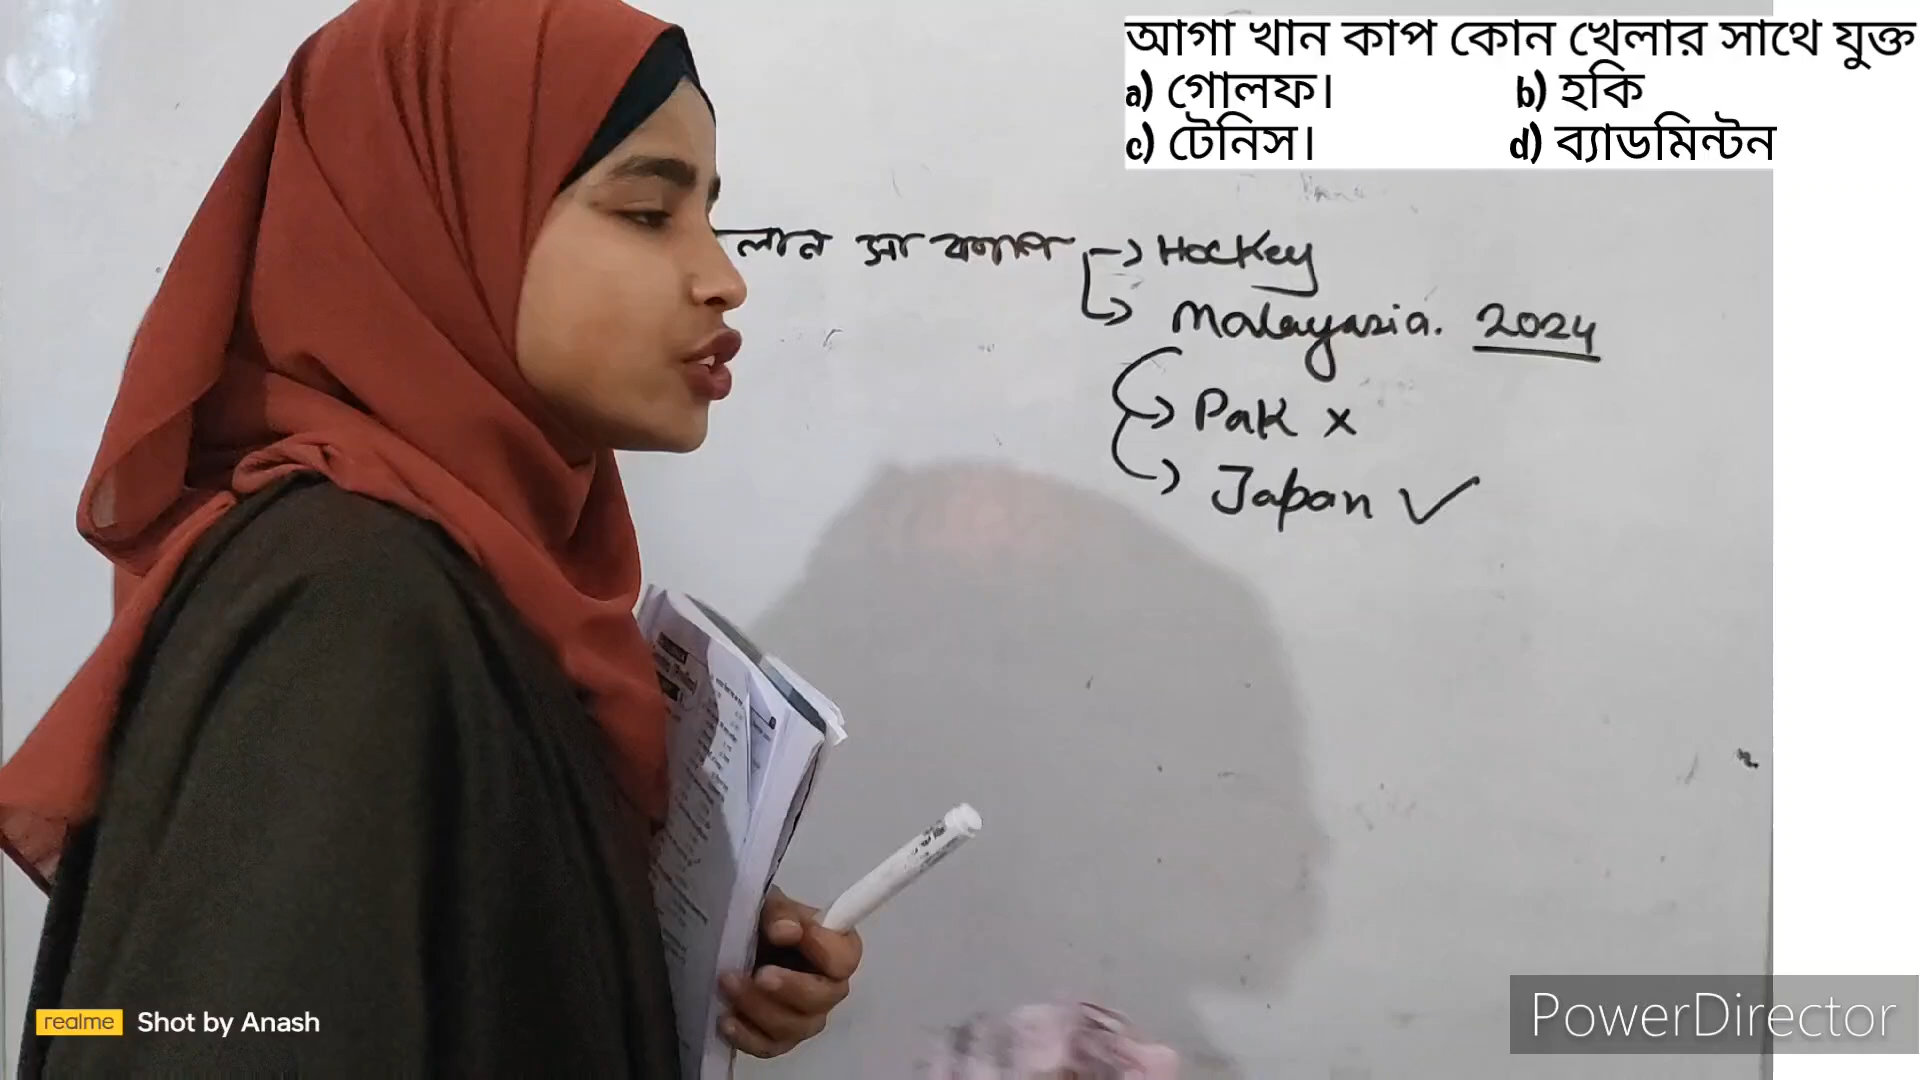 আগা খান কাপ কোন খেলার সাথে যুক্ত
a) গোলফ। b) হকি
c) টেনিস। d) ব্যাডমিন্টন
লান সা কাপ → Hockey
→ Malayasia. 2024
→ Pak x
→ Japan ✓
realme Shot by Anash
PowerDirector